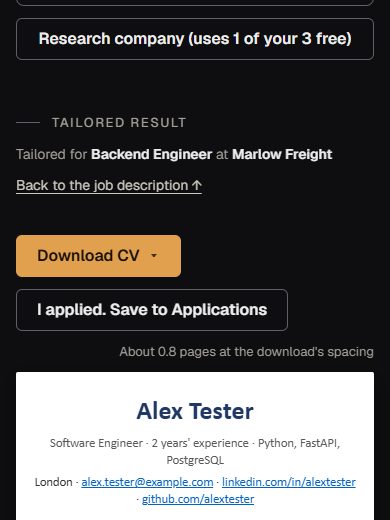 Research company (uses 1 of your 3 free)
TAILORED RESULT
Tailored for Backend Engineer at Marlow Freight
Back to the job description ↑
Download CV
I applied. Save to Applications
About 0.8 pages at the download's spacing
Alex Tester
Software Engineer · 2 years' experience · Python, FastAPI,
PostgreSQL
London · alex.tester@example.com · linkedin.com/in/alextester
· github.com/alextester